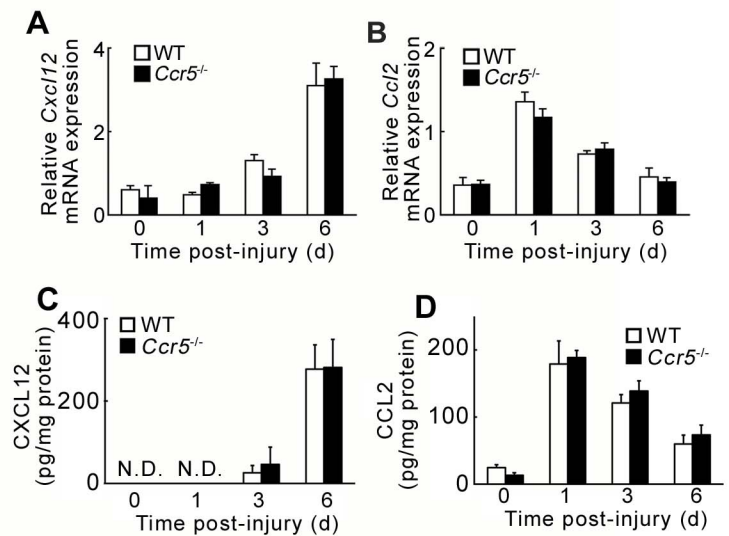 A
Relative Cxcl12
mRNA expression
4
2
0
WT
Ccr5-/-
0 1 3 6
Time post-injury (d)
B
Relative Ccl2
mRNA expression
2
1
0
WT
Ccr5-/-
0 1 3 6
Time post-injury (d)
C
CXCL12
(pg/mg protein)
400
200
0
WT
Ccr5-/-
N.D. N.D.
0 1 3 6
Time post-injury (d)
D
CCL2
(pg/mg protein)
200
100
0
WT
Ccr5-/-
0 1 3 6
Time post-injury (d)